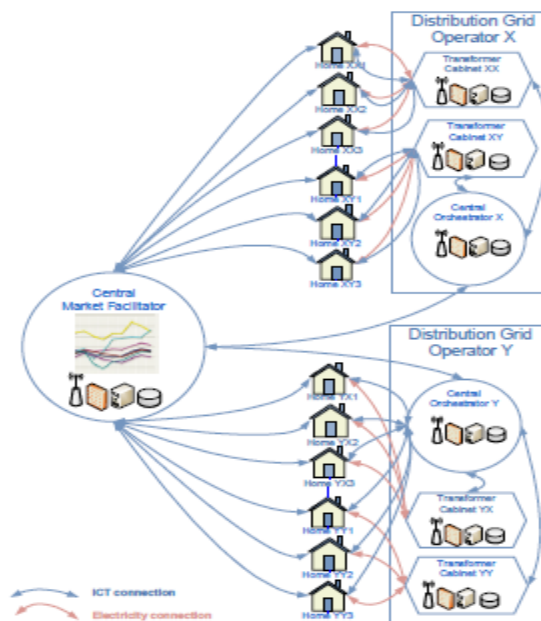 Distribution Grid
Operator X
Transformer
Cabinet XX
Home XX1
Home XX2
Home XX3
Transformer
Cabinet XY
Home XY1
Central
Orchestrator X
Home XY2
Home XY3
Central
Market Facilitator
Distribution Grid
Operator Y
Home YX1
Central
Orchestrator Y
Home YX2
Home YX3
Transformer
Cabinet YX
Home YY1
Home YY2
Transformer
Cabinet YY
Home YY3
ICT connection
Electricity connection